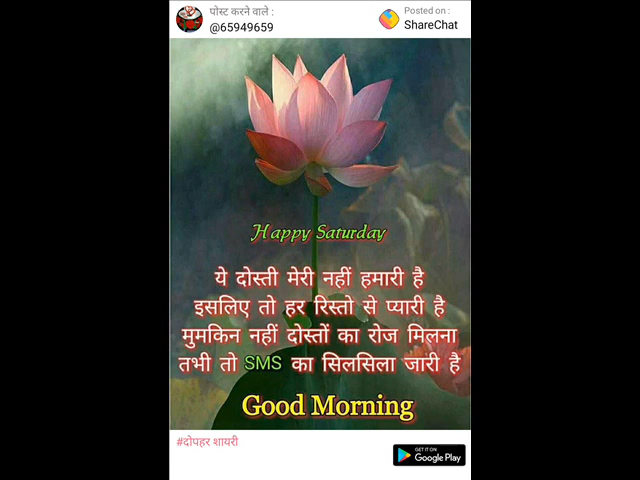 पोस्ट करने वाले :
@65949659
Posted on :
ShareChat
Happy Saturday
ये दोस्ती मेरी नहीं हमारी है
इसलिए तो हर रिस्तो से प्यारी है
मुमकिन नहीं दोस्तों का रोज मिलना
तभी तो SMS का सिलसिला जारी है
Good Morning
#दोपहर शायरी
GET IT ON
Google Play